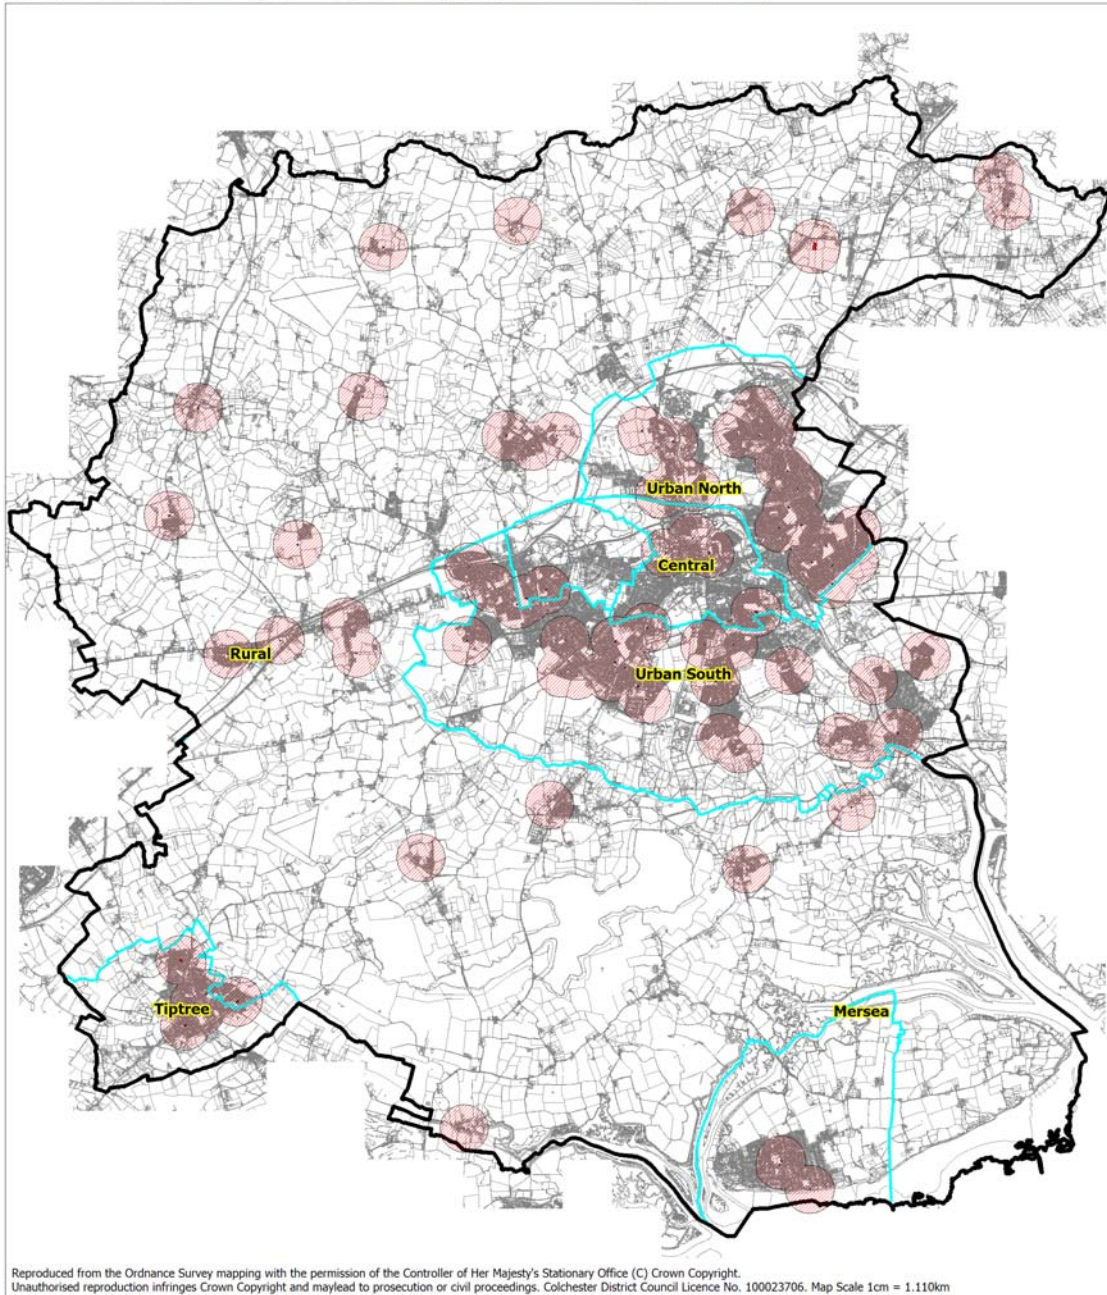 Urban North
Central
Rural
Urban South
Tiptree
Mersea
Reproduced from the Ordnance Survey mapping with the permission of the Controller of Her Majesty's Stationary Office (C) Crown Copyright.
Unauthorised reproduction infringes Crown Copyright and maylead to prosecution or civil proceedings. Colchester District Council Licence No. 100023706. Map Scale 1cm = 1.110km